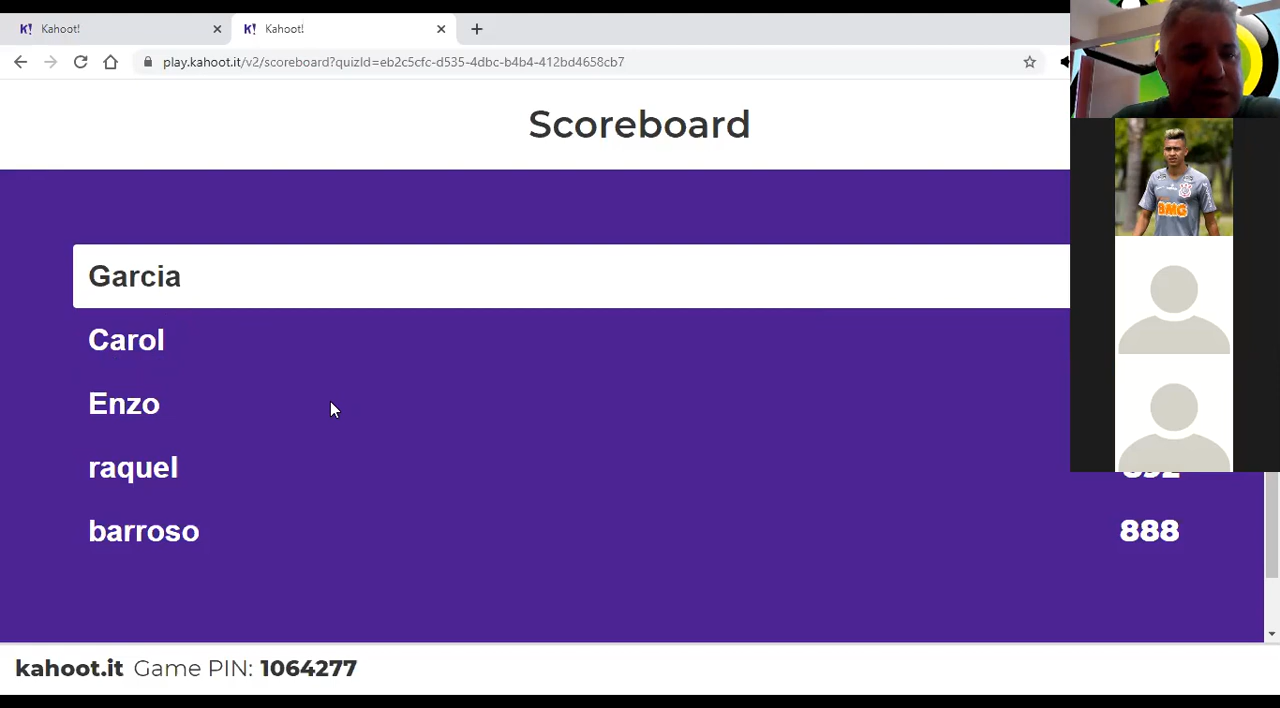 K! Kahoot!
K! Kahoot!
play.kahoot.it/v2/scoreboard?quizId=eb2c5cfc-d535-4dbc-b4b4-412bd4658cb7
Scoreboard
BMG
Garcia
Carol
Enzo
raquel
barroso 888
kahoot.it Game PIN: 1064277